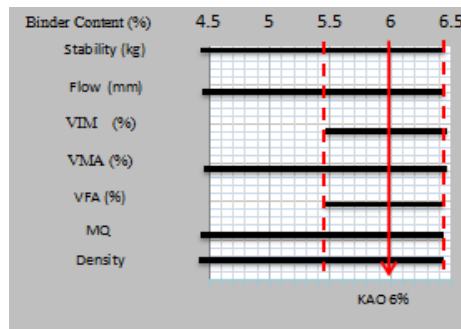 Binder Content (%) 4.5 5 5.5 6 6.5
Stability (kg)
Flow (mm)
VIM (%)
VMA (%)
VFA (%)
MQ
Density
KAO 6%